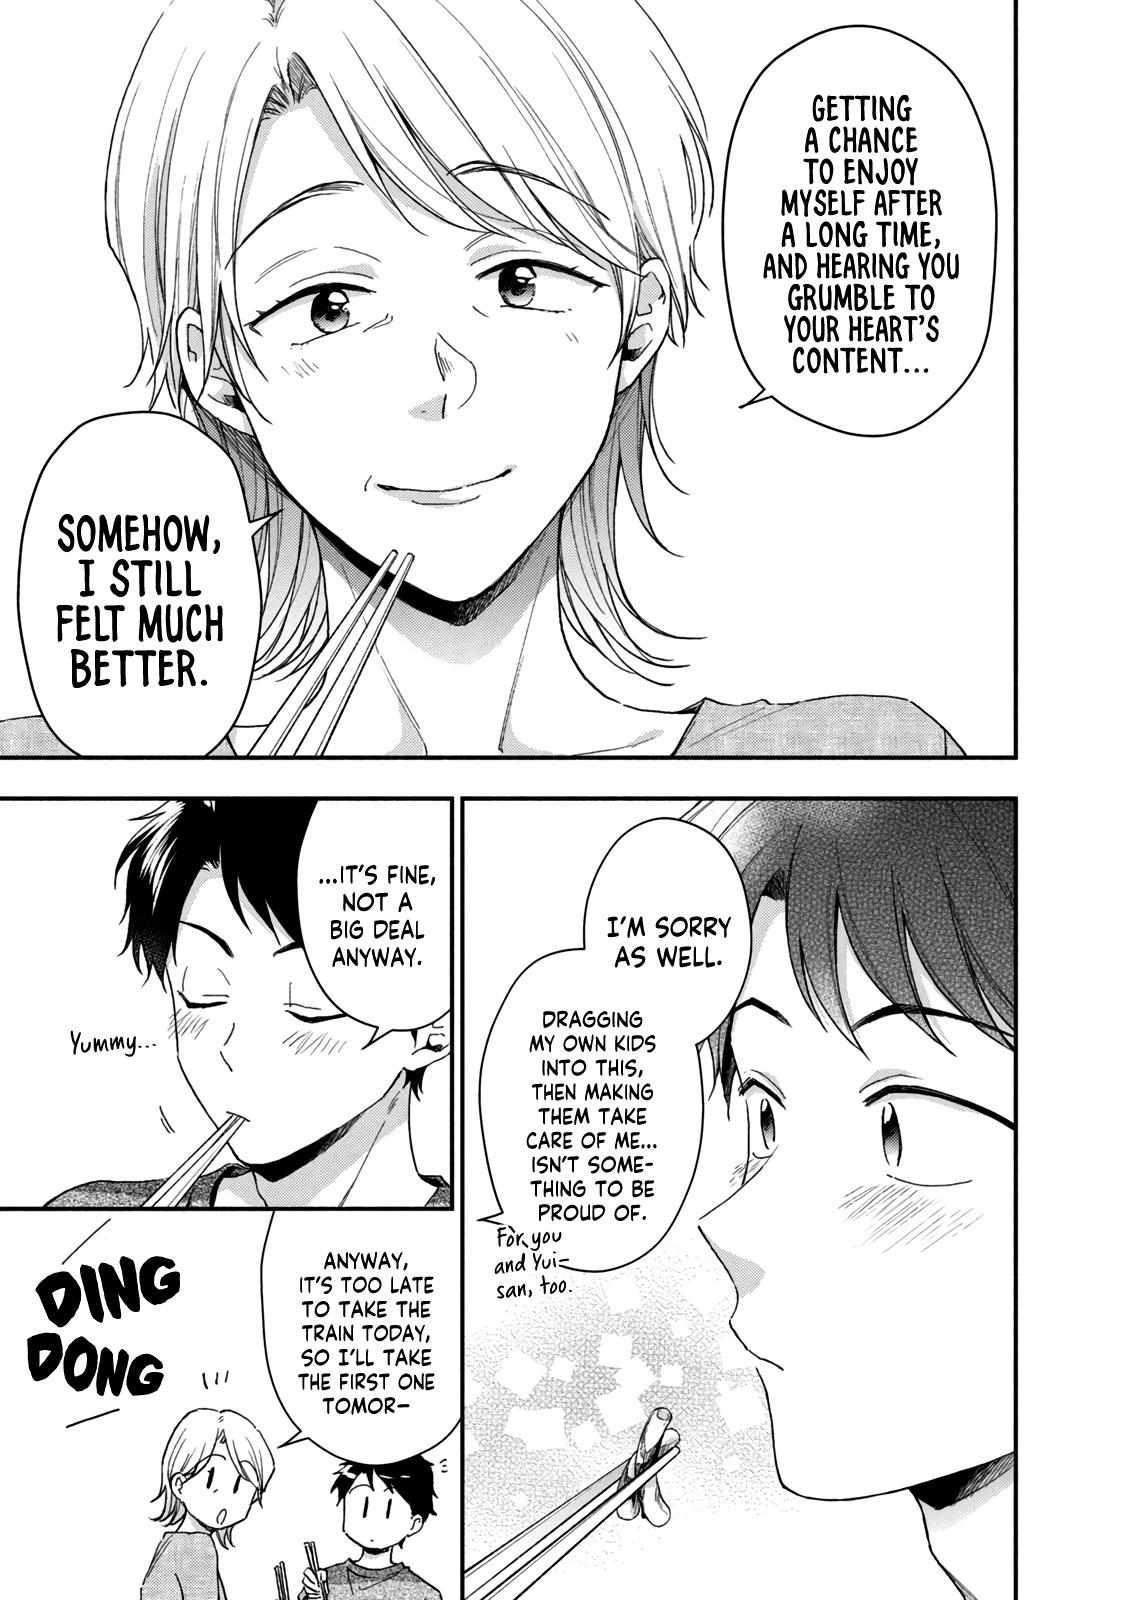 GETTING
A CHANCE
TO ENJOY
MYSELF AFTER
A LONG TIME,
AND HEARING YOU
GRUMBLE TO
YOUR HEART'S
CONTENT...
SOMEHOW,
I STILL
FELT MUCH
BETTER.
I'M SORRY
AS WELL.
DRAGGING
MY OWN KIDS
INTO THIS,
THEN MAKING
THEM TAKE
CARE OF ME...
ISN'T SOME-
THING TO BE
PROUD OF.
For you
and Yui-
san, too.
...IT'S FINE,
NOT A
BIG DEAL
ANYWAY.
Yummy...
ANYWAY,
IT'S TOO LATE
TO TAKE THE
TRAIN TODAY,
SO I'LL TAKE
THE FIRST ONE
TOMOR-
DING
DONG